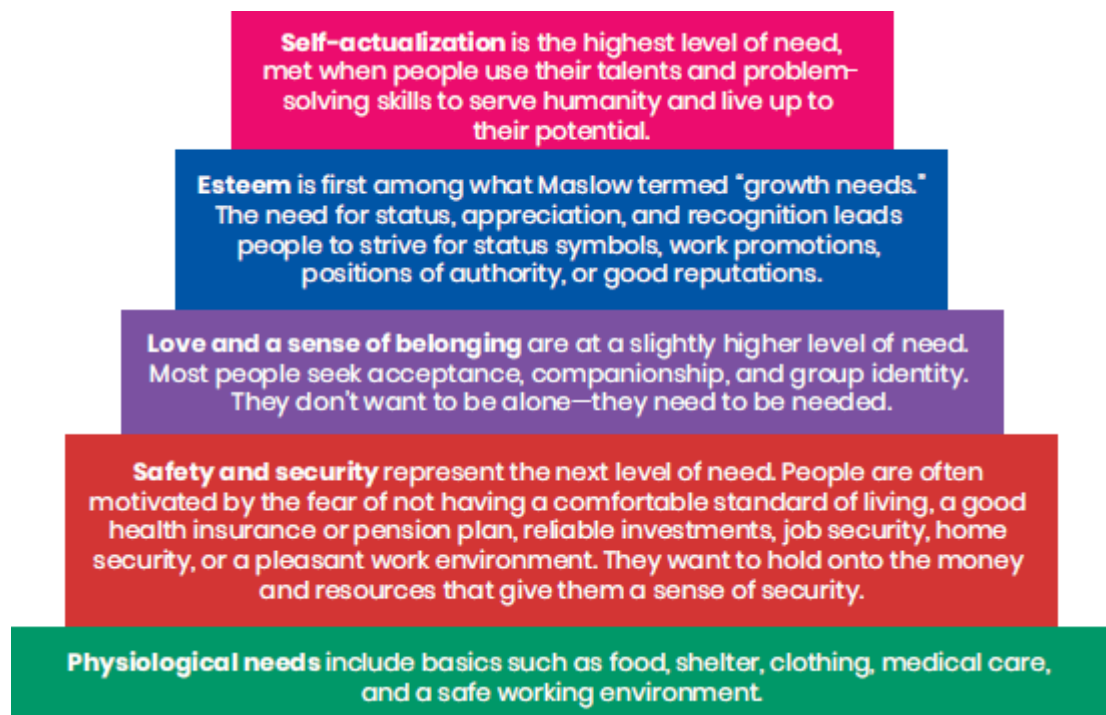 Self-actualization is the highest level of need,
met when people use their talents and problem-
solving skills to serve humanity and live up to
their potential.
Esteem is first among what Maslow termed “growth needs.”
The need for status, appreciation, and recognition leads
people to strive for status symbols, work promotions,
positions of authority, or good reputations.
Love and a sense of belonging are at a slightly higher level of need.
Most people seek acceptance, companionship, and group identity.
They don't want to be alone—they need to be needed.
Safety and security represent the next level of need. People are often
motivated by the fear of not having a comfortable standard of living, a good
health insurance or pension plan, reliable investments, job security, home
security, or a pleasant work environment. They want to hold onto the money
and resources that give them a sense of security.
Physiological needs include basics such as food, shelter, clothing, medical care,
and a safe working environment.